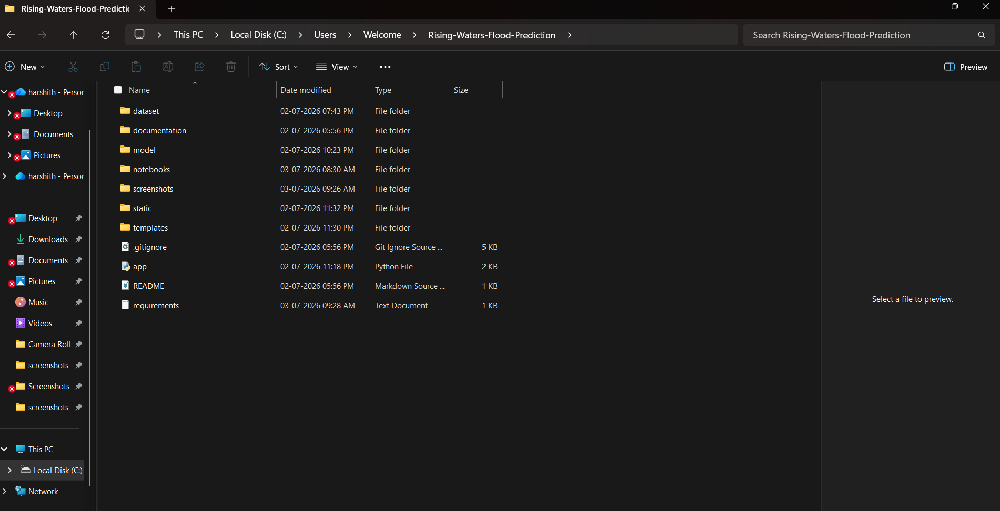 Rising-Waters-Flood-Predictic
This PC > Local Disk (C:) > Users > Welcome > Rising-Waters-Flood-Prediction >
Search Rising-Waters-Flood-Prediction
New
Sort
View
Preview
harshith - Persor
Desktop
Documents
Pictures
harshith - Persor
Desktop
Downloads
Documents
Pictures
Music
Videos
Camera Roll
screenshots
Screenshots
screenshots
This PC
Local Disk (C:)
Network
Name Date modified Type Size
dataset 02-07-2026 07:43 PM File folder
documentation 02-07-2026 05:56 PM File folder
model 02-07-2026 10:23 PM File folder
notebooks 03-07-2026 08:30 AM File folder
screenshots 03-07-2026 09:26 AM File folder
static 02-07-2026 11:32 PM File folder
templates 02-07-2026 11:30 PM File folder
.gitignore 02-07-2026 05:56 PM Git Ignore Source ... 5 KB
app 02-07-2026 11:18 PM Python File 2 KB
README 02-07-2026 05:56 PM Markdown Source ... 1 KB
requirements 03-07-2026 09:28 AM Text Document 1 KB
Select a file to preview.